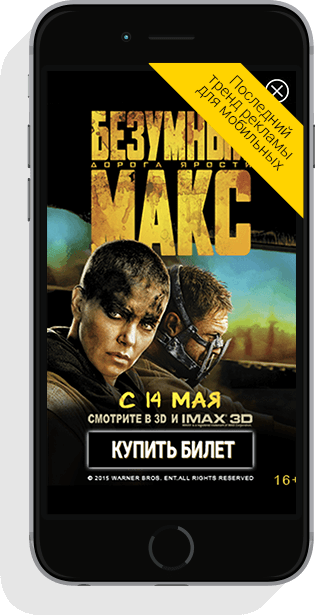 Последний
тренд рекламы
для мобильных
БЕЗУМНЫЙ
ДОРОГА ЯРОСТИ
МАКС
С 14 МАЯ
СМОТРИТЕ В 3D И IMAX 3D
КУПИТЬ БИЛЕТ
© 2015 WARNER BROS. ENT.ALL RIGHTS RESERVED
16+